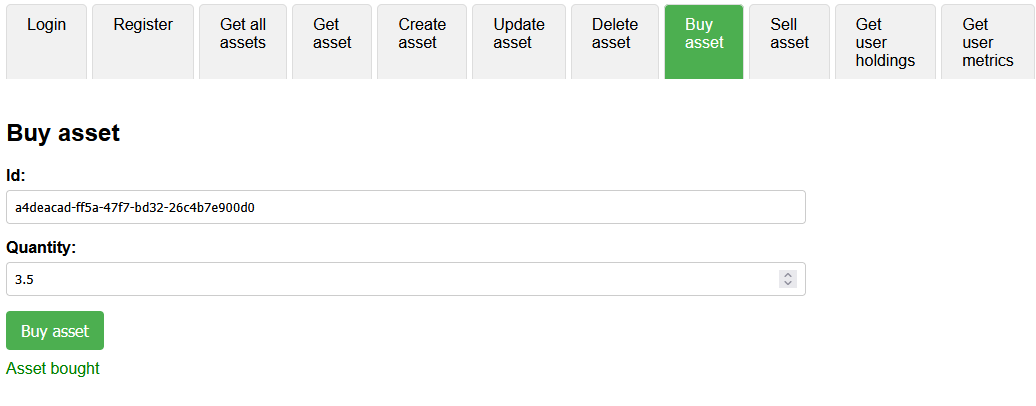 Login
Register
Get all
assets
Get
asset
Create
asset
Update
asset
Delete
asset
Buy
asset
Sell
asset
Get
user
holdings
Get
user
metrics
Buy asset
Id:
a4deacad-ff5a-47f7-bd32-26c4b7e900d0
Quantity:
3.5
Buy asset
Asset bought